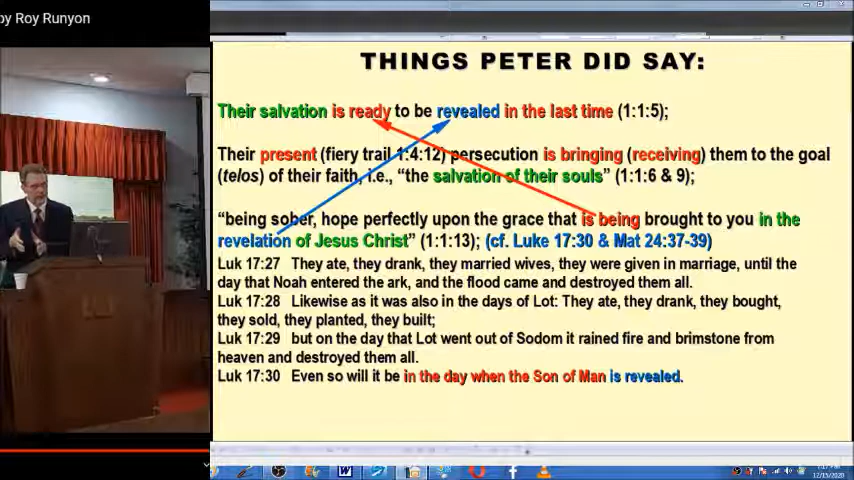 by Roy Runyon
THINGS PETER DID SAY:
Their salvation is ready to be revealed in the last time (1:1:5);
Their present (fiery trail 1:4:12) persecution is bringing (receiving) them to the goal
(telos) of their faith, i.e., “the salvation of their souls” (1:1:6 & 9);
“being sober, hope perfectly upon the grace that is being brought to you in the
revelation of Jesus Christ” (1:1:13); (cf. Luke 17:30 & Mat 24:37-39)
Luk 17:27 They ate, they drank, they married wives, they were given in marriage, until the
day that Noah entered the ark, and the flood came and destroyed them all.
Luk 17:28 Likewise as it was also in the days of Lot: They ate, they drank, they bought,
they sold, they planted, they built;
Luk 17:29 but on the day that Lot went out of Sodom it rained fire and brimstone from
heaven and destroyed them all.
Luk 17:30 Even so will it be in the day when the Son of Man is revealed.
12/15/2020